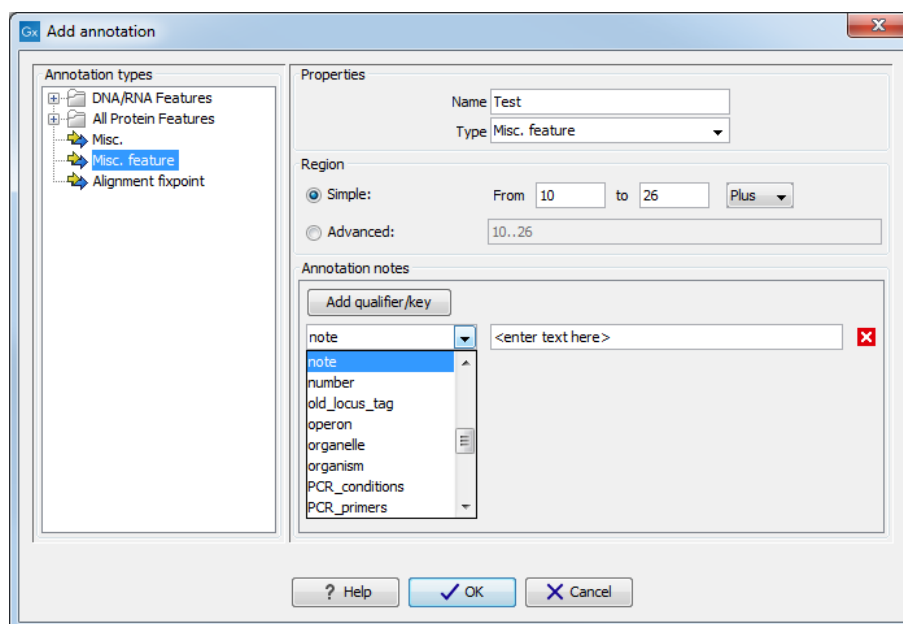 Gx Add annotation
Annotation types
DNA/RNA Features
All Protein Features
Misc.
Misc. feature
Alignment fixpoint
Properties
Name Test
Type Misc. feature
Region
Simple: From 10 to 26 Plus
Advanced: 10..26
Annotation notes
Add qualifier/key
note <enter text here>
note
number
old_locus_tag
operon
organelle
organism
PCR_conditions
PCR_primers
? Help OK Cancel